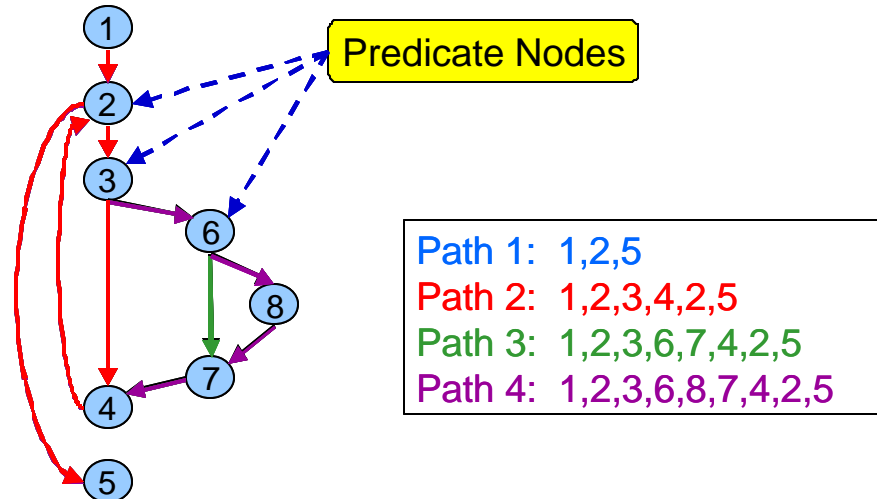 1
Predicate Nodes
2
3
6
8
7
4
5
Path 1: 1,2,5
Path 2: 1,2,3,4,2,5
Path 3: 1,2,3,6,7,4,2,5
Path 4: 1,2,3,6,8,7,4,2,5